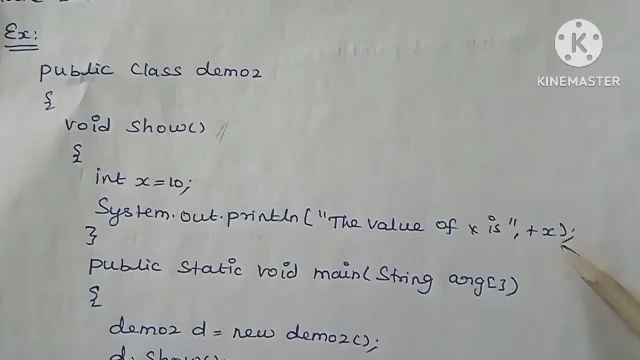 Ex:
public class demo2
{
void show() //
{
int x=10;
System.out.println("The value of x is", +x);
}
public static void main(String arg[])
{
demo2 d = new demo2();
d. show();
KINEMASTER